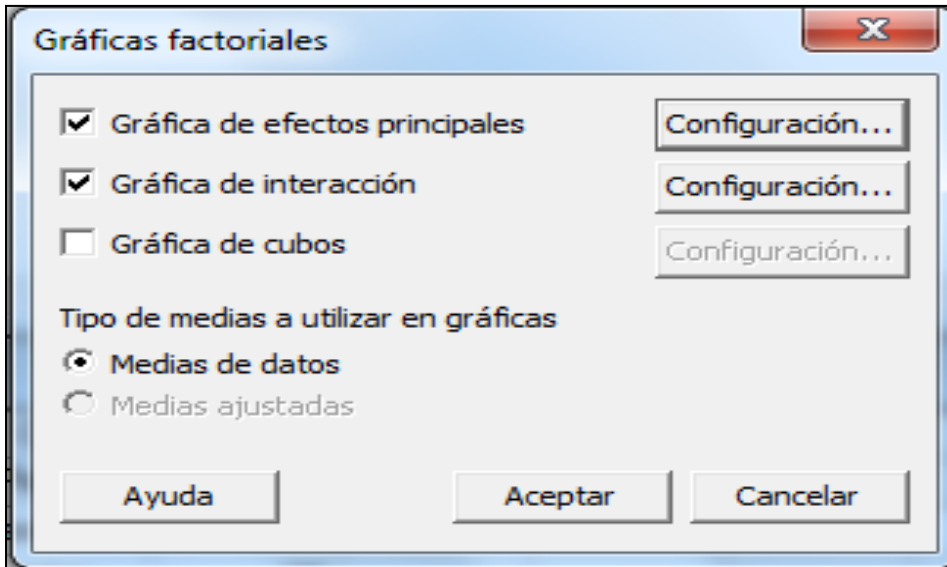 Gráficas factoriales
Gráfica de efectos principales Configuración...
Gráfica de interacción Configuración...
Gráfica de cubos Configuración...
Tipo de medias a utilizar en gráficas
Medias de datos
Medias ajustadas
Ayuda Aceptar Cancelar